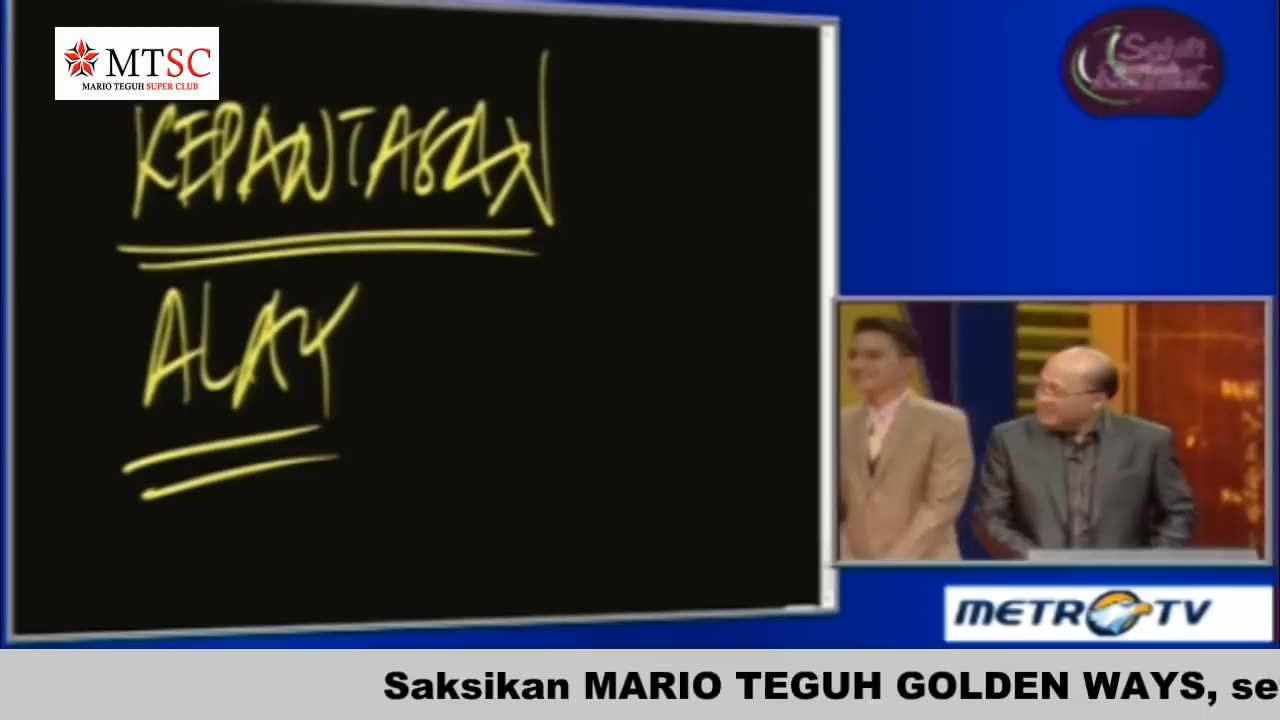 MTSC
MARIO TEGUH SUPER CLUB
KEPANTASAN
ALAY
METRO TV
Saksikan MARIO TEGUH GOLDEN WAYS, se